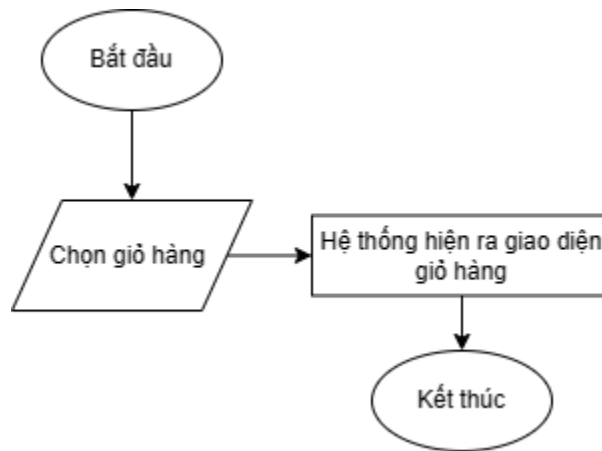 Bắt đầu
Chọn giỏ hàng
Hệ thống hiện ra giao diện
giỏ hàng
Kết thúc